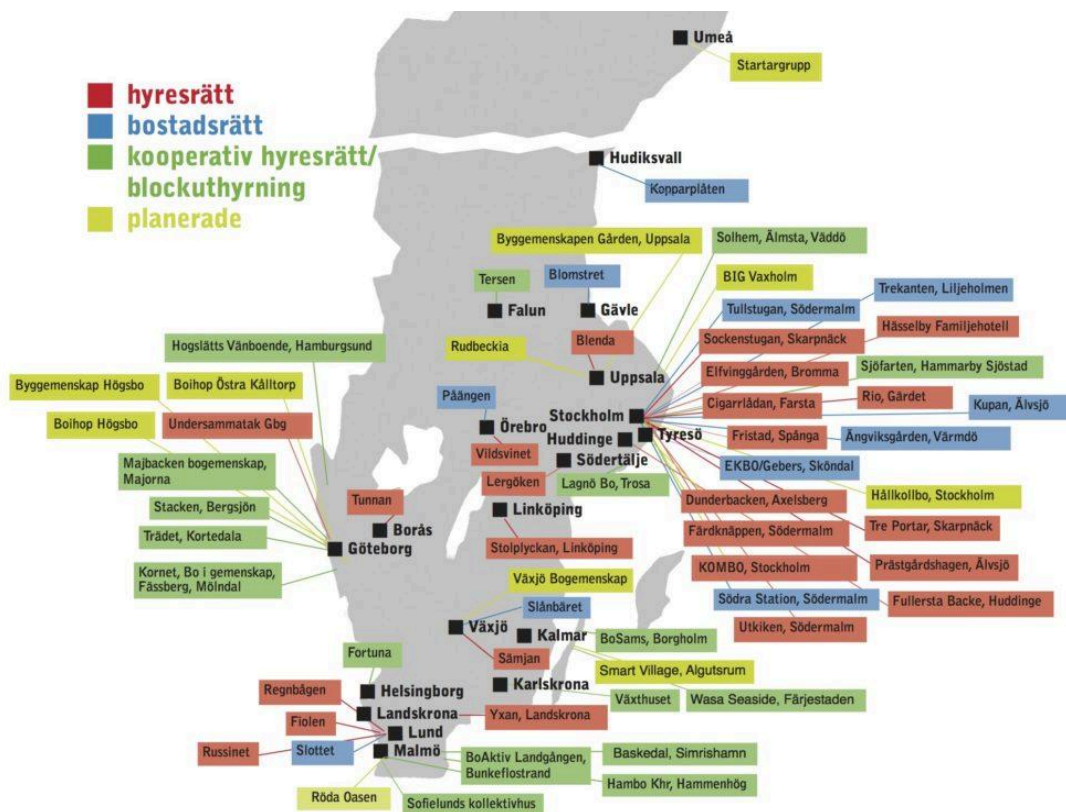 Umeå
Startargrupp
hyresrätt
bostadsrätt
kooperativ hyresrätt/
blockuthyrning
planerade
Hudiksvall
Kopparplåten
Byggemenskapen Gården, Uppsala
Solhem, Älmsta, Väddö
Tersen
Blomstret
BIG Vaxholm
Trekanten, Liljeholmen
Falun
Gävle
Tullstugan, Södermalm
Hässelby Familjehotell
Hogslätts Vänboende, Hamburgsund
Rudbeckia
Blenda
Sockenstugan, Skarpnäck
Sjöfarten, Hammarby Sjöstad
Uppsala
Elfvinggården, Bromma
Byggemenskap Högsbo
Boihop Östra Kålltorp
Påängen
Cigarrlådan, Farsta
Rio, Gärdet
Kupan, Älvsjö
Boihop Högsbo
Undersammatak Gbg
Stockholm
Örebro
Huddinge
Tyresö
Fristad, Spånga
Ängviksgården, Värmdö
Vildsvinet
Södertälje
EKBO/Gebers, Sköndal
Majbacken bogemenskap,
Majorna
Lergöken
Lagnö Bo, Trosa
Hållkollbo, Stockholm
Tunnan
Dunderbacken, Axelsberg
Stacken, Bergsjön
Linköping
Tre Portar, Skarpnäck
Borås
Färdknäppen, Södermalm
Trädet, Kortedala
Göteborg
Stolplyckan, Linköping
KOMBO, Stockholm
Prästgårdshagen, Älvsjö
Kornet, Bo i gemenskap,
Fässberg, Mölndal
Växjö Bogemenskap
Södra Station, Södermalm
Fullersta Backe, Huddinge
Slånbäret
Utkiken, Södermalm
Växjö
Kalmar
BoSams, Borgholm
Fortuna
Sämjan
Smart Village, Algutsrum
Regnbågen
Helsingborg
Karlskrona
Växthuset
Wasa Seaside, Färjestaden
Landskrona
Yxan, Landskrona
Fiolen
Lund
Russinet
Slottet
Malmö
BoAktiv Landgången,
Bunkeflostrand
Baskedal, Simrishamn
Hambo Khr, Hammenhög
Röda Oasen
Sofielunds kollektivhus